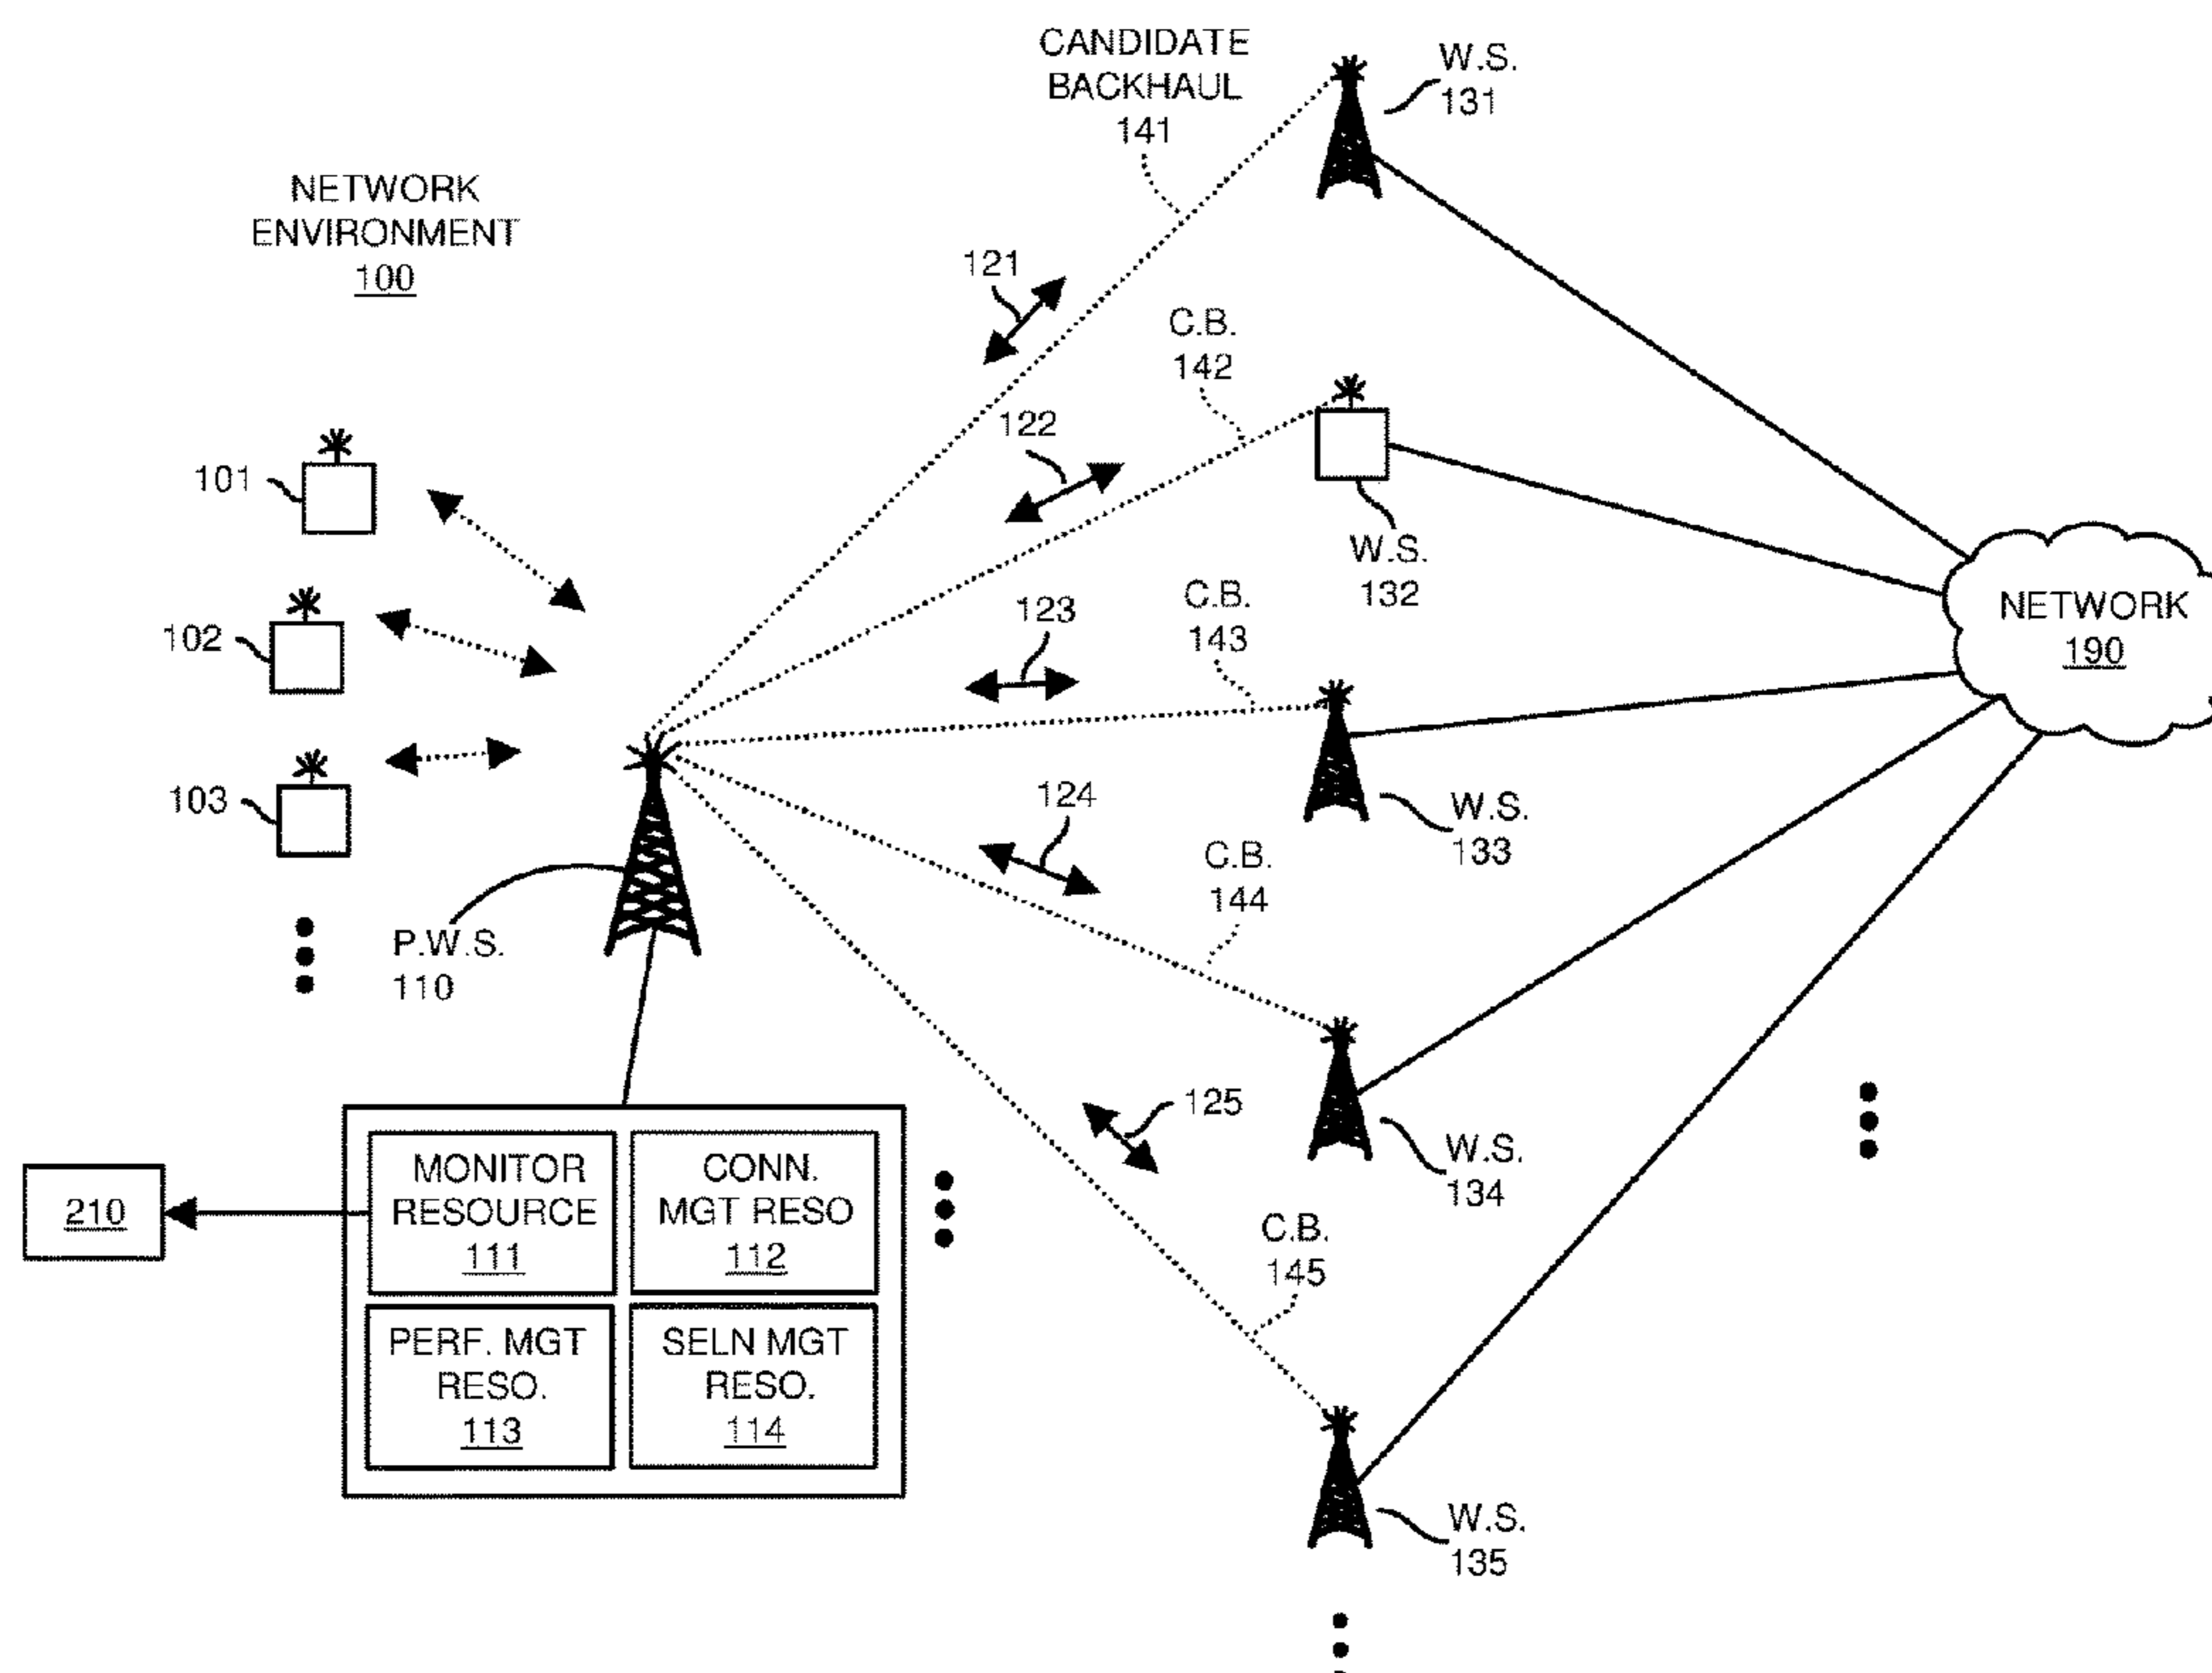 CANDIDATE
BACKHAUL
141
W.S.
131
NETWORK
ENVIRONMENT
100
121
C.B.
142
122
101
W.S.
132
C.B.
143
123
NETWORK
190
102
103
124
W.S.
133
C.B.
144
P.W.S.
110
125
W.S.
134
MONITOR
RESOURCE
111
CONN.
MGT RESO
112
210
C.B.
145
PERF. MGT
RESO.
113
SELN MGT
RESO.
114
W.S.
135